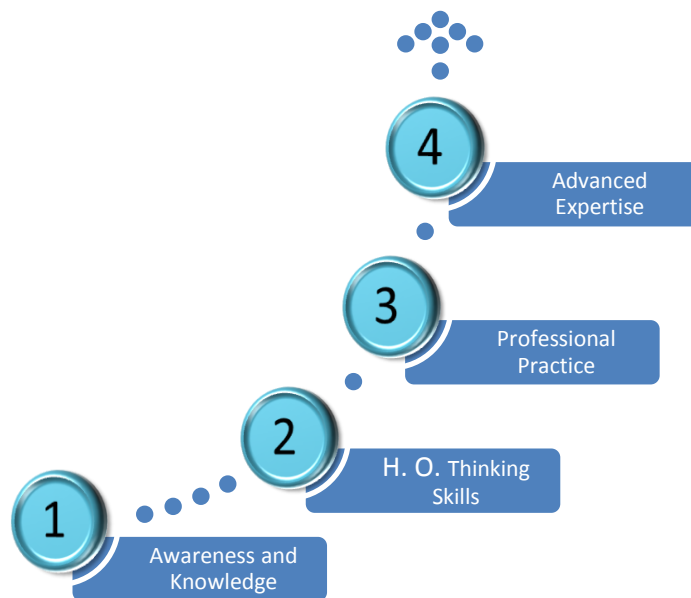 4
Advanced
Expertise
3
Professional
Practice
2
H. O. Thinking
Skills
1
Awareness and
Knowledge